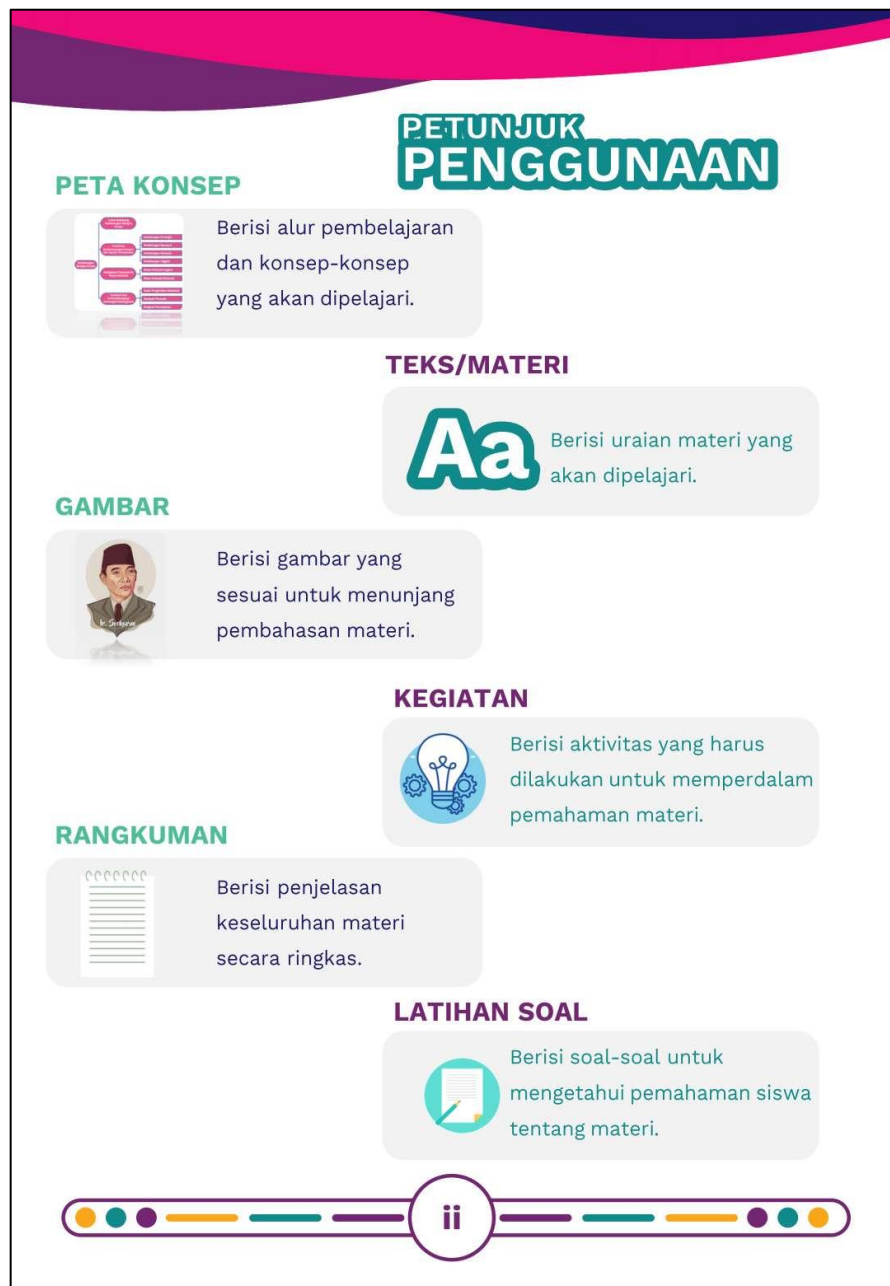 PETUNJUK
PENGGUNAAN
PETA KONSEP
Berisi alur pembelajaran
dan konsep-konsep
yang akan dipelajari.
TEKS/MATERI
Aa
Berisi uraian materi yang
akan dipelajari.
GAMBAR
Ir. Soekarno
Berisi gambar yang
sesuai untuk menunjang
pembahasan materi.
KEGIATAN
Berisi aktivitas yang harus
dilakukan untuk memperdalam
pemahaman materi.
RANGKUMAN
Berisi penjelasan
keseluruhan materi
secara ringkas.
LATIHAN SOAL
Berisi soal-soal untuk
mengetahui pemahaman siswa
tentang materi.
ii